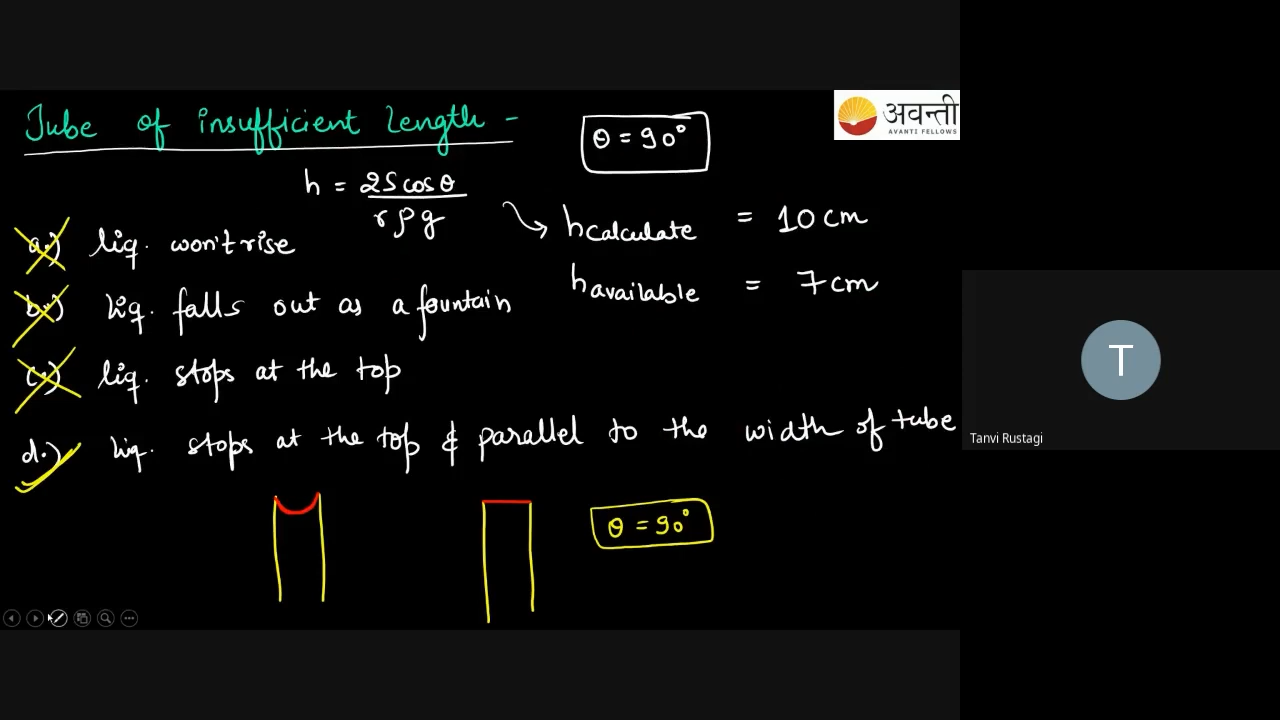 Tube of insufficient length -
θ = 90°
अवन्ती
AVANTI FELLOWS
h = 2S cos θ / rρg
h calculate = 10 cm
a.) liq. won't rise
h available = 7 cm
b.) liq. falls out as a fountain
c.) liq. stops at the top
d.) liq. stops at the top & parallel to the width of tube
θ = 90°
T
Tanvi Rustagi